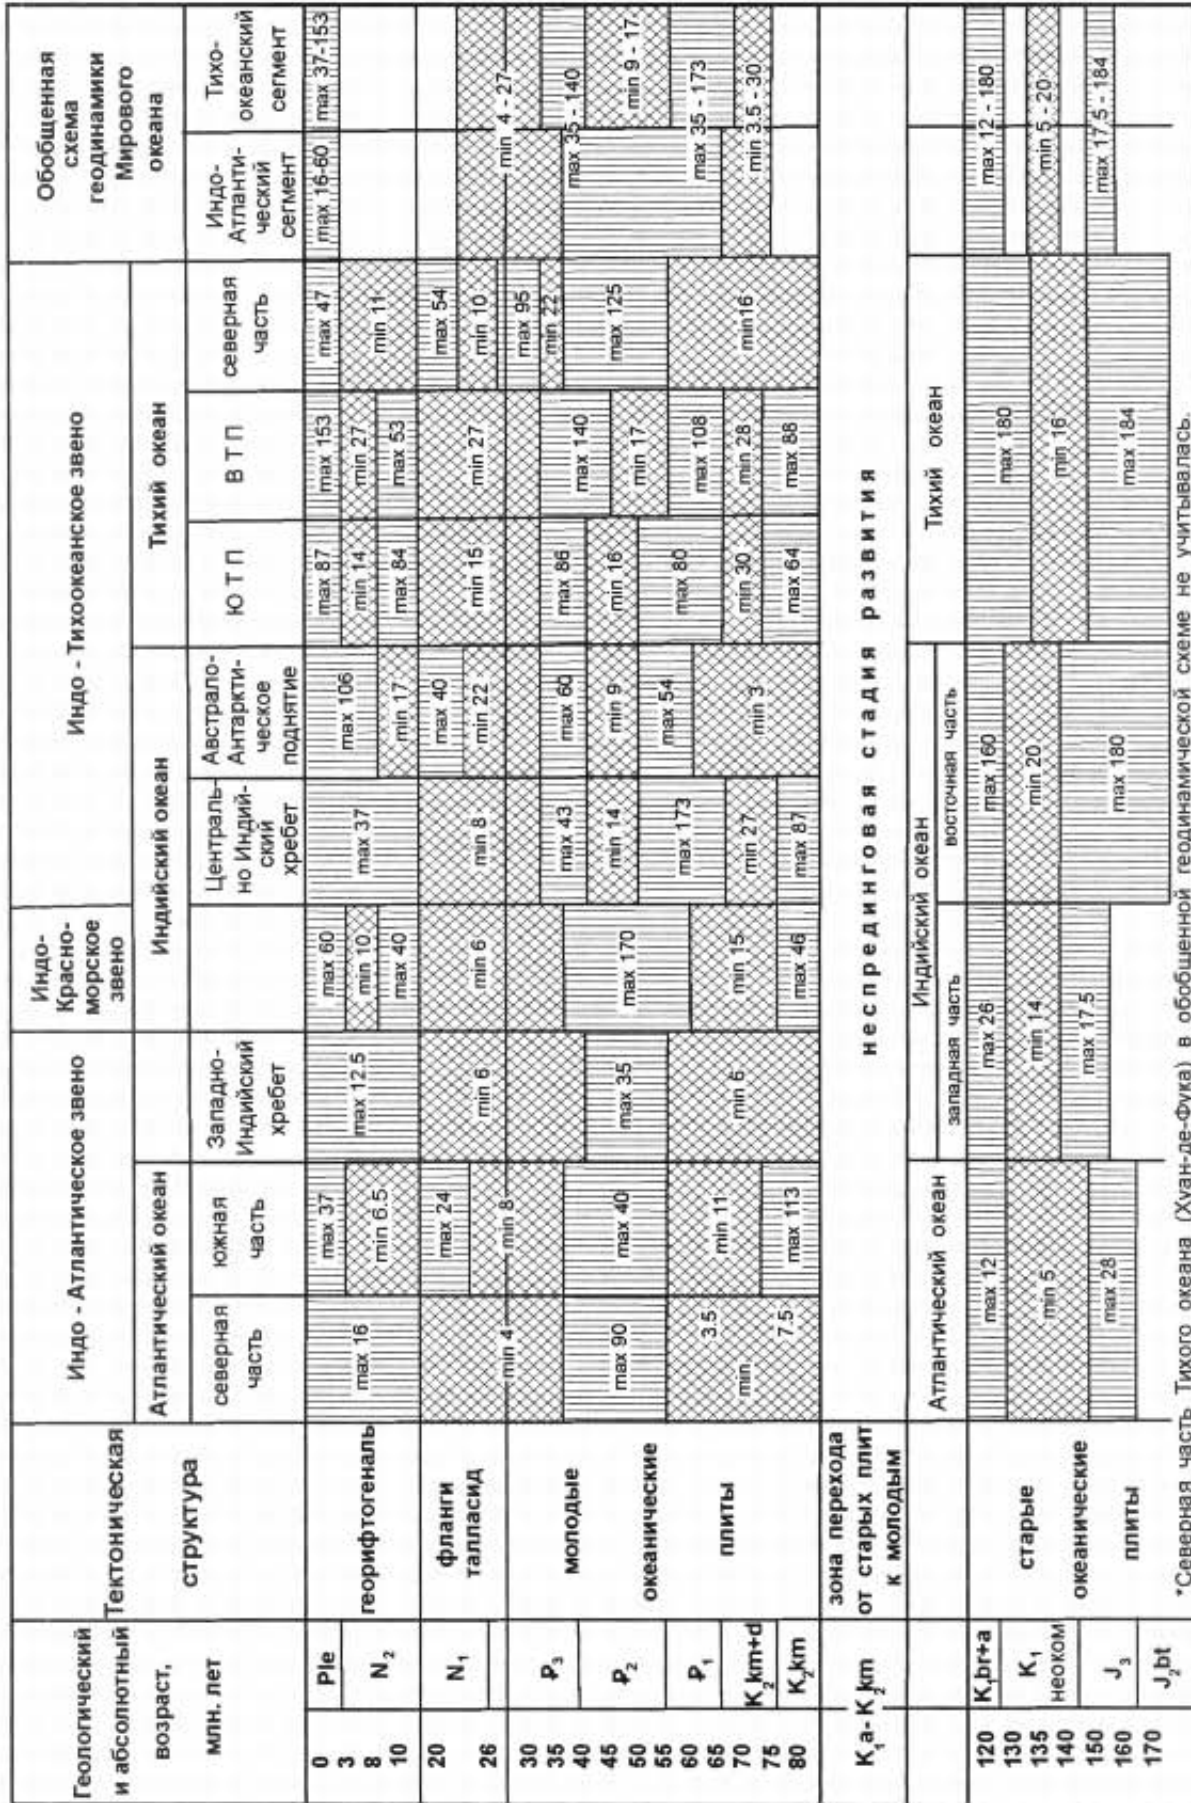 Геологический
и абсолютный
возраст,
млн. лет
Тектоническая
структура
Индо - Атлантическое звено
Индо-
Красно-
морское
звено
Индо - Тихоокеанское звено
Обобщенная
схема
геодинамики
Мирового
океана
Атлантический океан
Индийский океан
Тихий океан
северная
часть
южная
часть
Западно-
Индийский
хребет
Централь-
но Индий-
ский
хребет
Австрало-
Антаркти-
ческое
поднятие
Ю Т П
В Т П
северная
часть
Индо-
Атланти-
ческий
сегмент
Тихо-
океанский
сегмент
0
3
8
10
Ple
N₂
георифтогеналь
max 16
max 37
min 6.5
max 12.5
max 60
min 10
max 40
max 37
max 106
min 17
max 87
min 14
max 84
max 153
min 27
max 53
max 47
min 11
max 16-60
max 37-153
20
26
N₁
фланги
талласид
min 4
max 24
min 8
min 6
min 6
min 8
max 40
min 22
min 15
min 27
max 54
min 10
min 4 - 27
30
35
40
45
50
55
60
65
70
75
80
P₃
P₂
P₁
K₂km+d
K₂km
молодые
океанические
плиты
max 90
min
3.5
7.5
max 40
min 11
max 113
max 35
min 6
max 170
min 15
max 46
max 43
min 14
max 173
min 27
max 87
max 60
min 9
max 54
min 3
max 86
min 16
max 80
min 30
max 64
max 140
min 17
max 108
min 28
max 88
max 95
min 22
max 125
min16
max 35 - 140
min 9 - 17
max 35 - 173
min 3.5 - 30
K₁a- K₂km
зона перехода
от старых плит
к молодым
неспрединговая стадия развития
Атлантический океан
Индийский океан
западная часть
восточная часть
Тихий океан
120
130
135
140
150
160
170
K₁br+a
K₁
неоком
J₃
J₂bt
старые
океанические
плиты
max 12
min 5
max 28
max 26
min 14
max 17.5
max 160
min 20
max 180
max 180
min 16
max 184
max 12 - 180
min 5 - 20
max 17.5 - 184
*Северная часть Тихого океана (Хуан-де-Фука) в обобщенной геодинамической схеме не учитывалась.